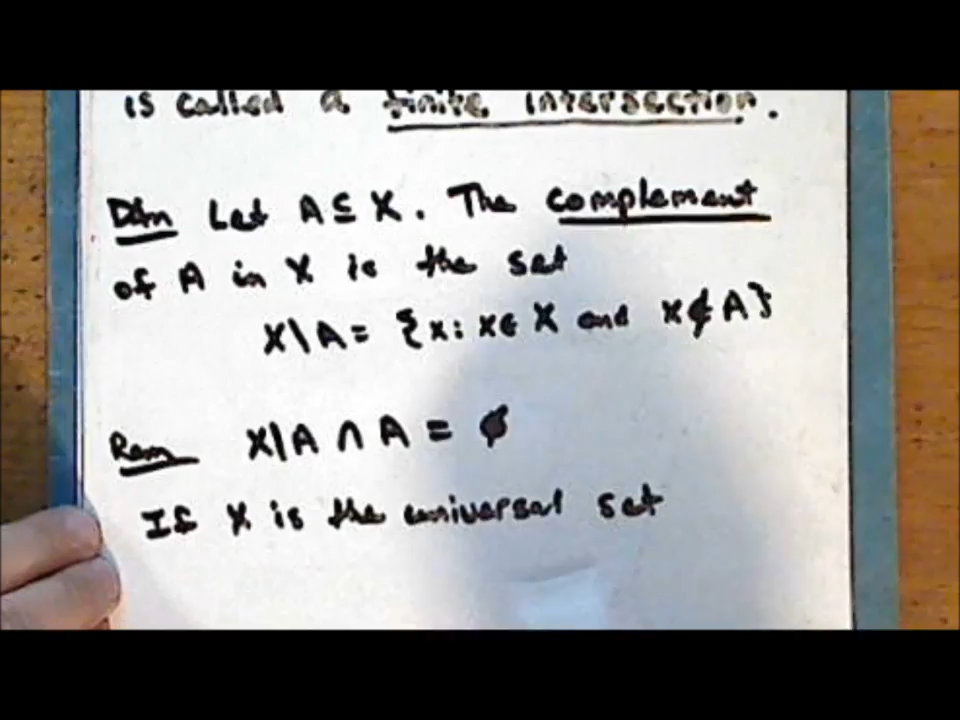 is called a finite intersection.
Dfn Let A ⊆ X. The complement
of A in X is the set
X\A = {x : x ∈ X and x ∉ A}
Rem X\A ∩ A = ∅
If X is the universal set